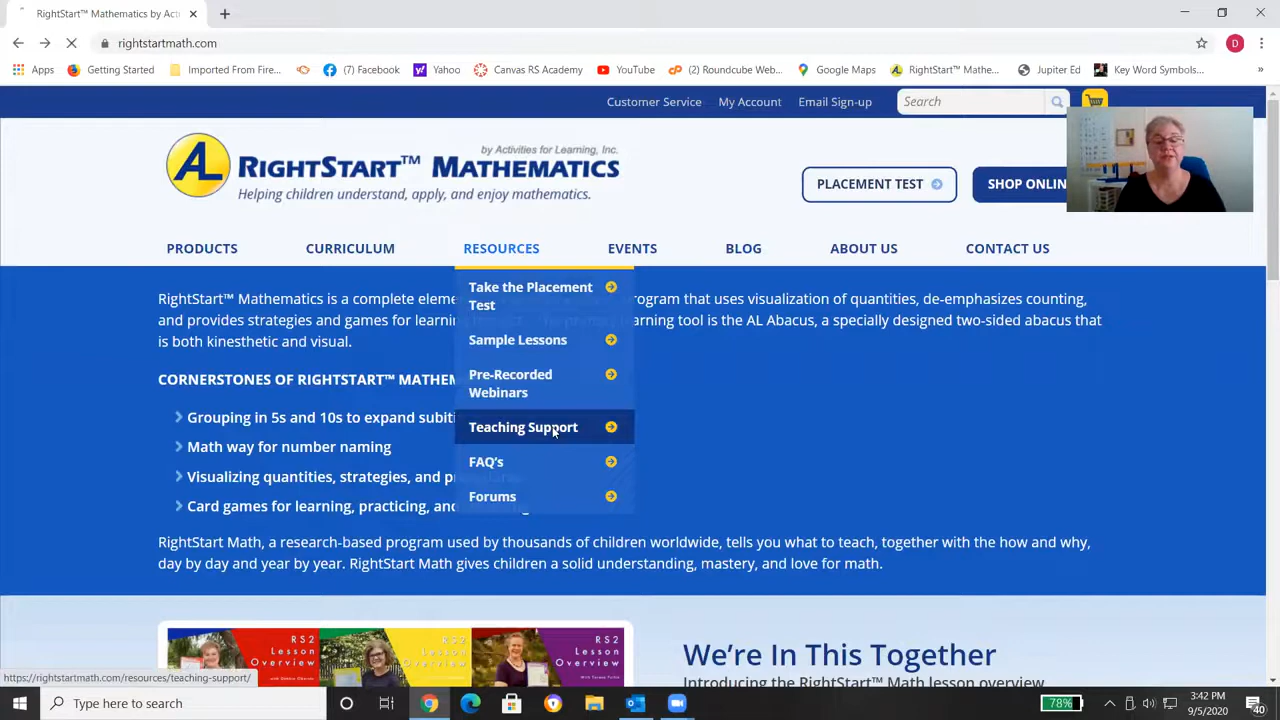 RightStart™ Mathematics by Act
rightstartmath.com
Apps
Getting Started
Imported From Fire...
(7) Facebook
Yahoo
Canvas RS Academy
YouTube
(2) Roundcube Web...
Google Maps
RightStart™ Mathe...
Jupiter Ed
Key Word Symbols...
»
D
Customer Service
My Account
Email Sign-up
Search
AL
by Activities for Learning, Inc.
RIGHTSTART™ MATHEMATICS
Helping children understand, apply, and enjoy mathematics.
PLACEMENT TEST
SHOP ONLIN
PRODUCTS
CURRICULUM
RESOURCES
EVENTS
BLOG
ABOUT US
CONTACT US
Take the Placement
Test
Sample Lessons
Pre-Recorded
Webinars
Teaching Support
FAQ's
Forums
RightStart™ Mathematics is a complete eleme program that uses visualization of quantities, de-emphasizes counting,
and provides strategies and games for learning primary learning tool is the AL Abacus, a specially designed two-sided abacus that
is both kinesthetic and visual.
CORNERSTONES OF RIGHTSTART™ MATHEM
Grouping in 5s and 10s to expand subiti
Math way for number naming
Visualizing quantities, strategies, and p
Card games for learning, practicing, and
RightStart Math, a research-based program used by thousands of children worldwide, tells you what to teach, together with the how and why,
day by day and year by year. RightStart Math gives children a solid understanding, mastery, and love for math.
RS2
Lesson
Overview
RS2
Lesson
Overview
RS2
Lesson
Overview
We're In This Together
Introducing the RightStart™ Math lesson overview
https://rightstartmath.com/resources/teaching-support/
Type here to search
78%
3:42 PM
9/5/2020
40